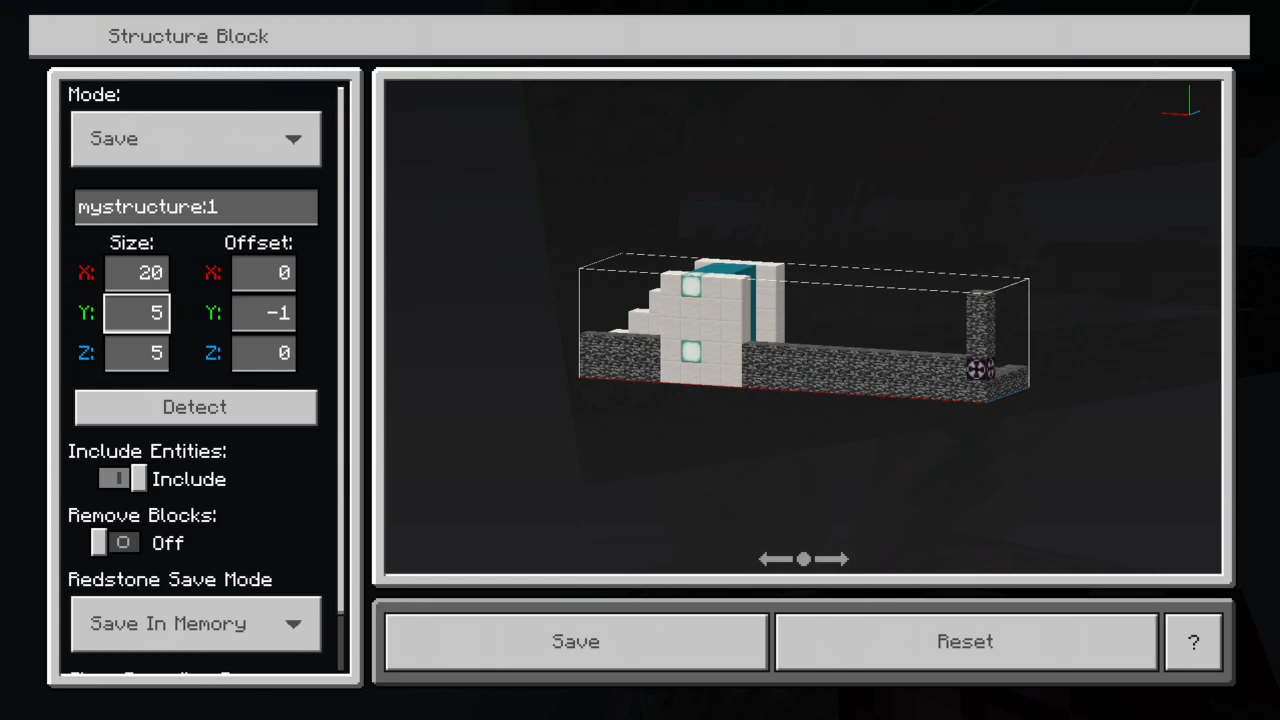 Structure Block
Mode:
Save
mystructure:1
Size: Offset:
X: 20 X: 0
Y: 5 Y: -1
Z: 5 Z: 0
Detect
Include Entities:
Include
Remove Blocks:
Off
Redstone Save Mode
Save In Memory
Save Reset ?